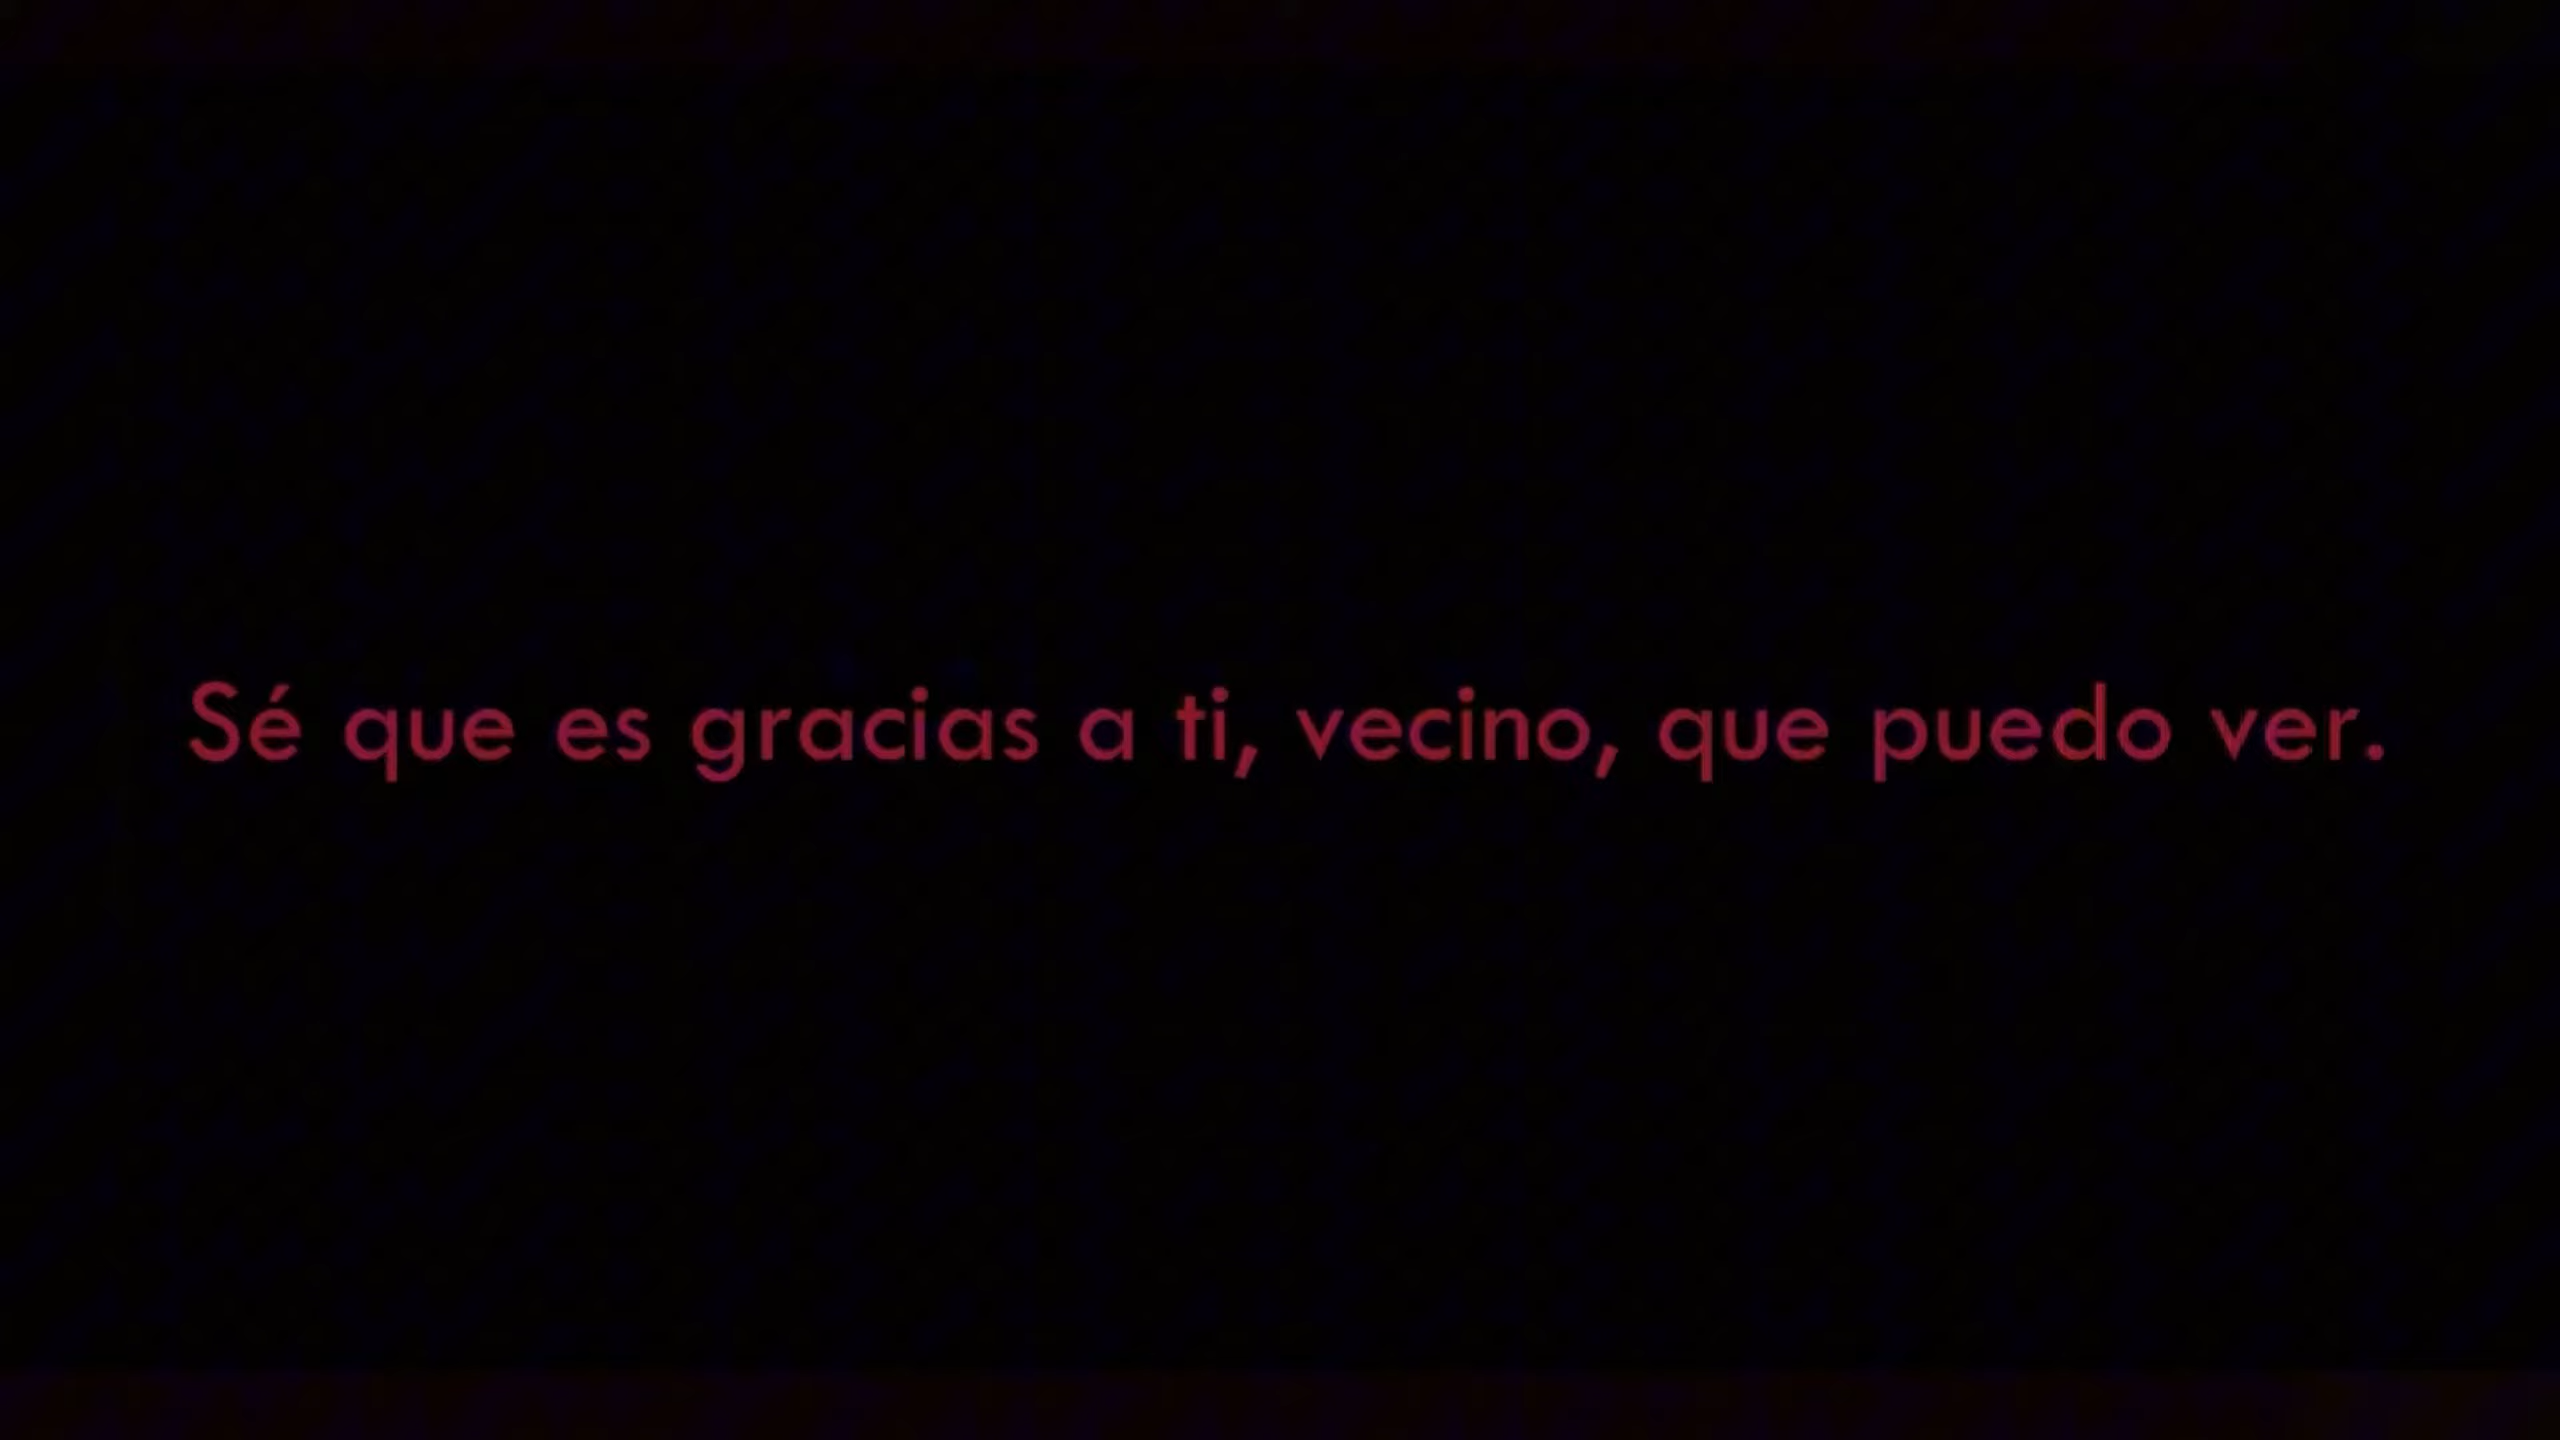 Sé que es gracias a ti, vecino, que puedo ver.